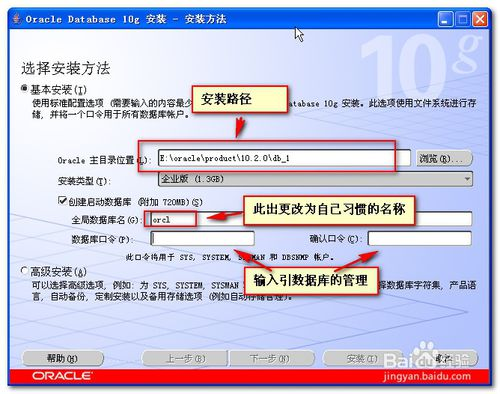 Oracle Database 10g 安装 - 安装方法
10g
选择安装方法
基本安装(I)
使用标准配置选项 (需要输入的内容最少 Database 10g 安装。此选项使用文件系统进行存
储, 并将一个口令用于所有数据库帐户。
安装路径
Oracle 主目录位置(L): E:\oracle\product\10.2.0\db_1 浏览(R)...
安装类型(T): 企业版 (1.3GB)
创建启动数据库 (附加 720MB)(S)
全局数据库名(G): orcl
此出更改为自己习惯的名称
数据库口令(P): 确认口令(C):
此口令将用于 SYS, SYSTEM, SYSMAN 和 DBSNMP 帐户。
输入引数据库的管理
高级安装(A)
可以选择高级选项, 例如: 为 SYS, SYSTEM, SYSMAN 择数据库字符集, 产品语
言, 自动备份, 定制安装以及备用存储选项 (例如自动存储管理)。
帮助(H) 上一步(B) 下一步(N) 安装(I) 取消
ORACLE
Baidu 经验
jingyan.baidu.com